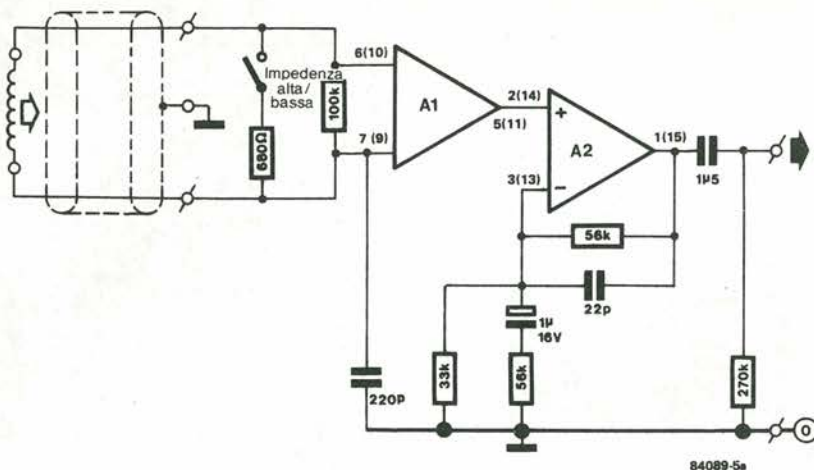 Impedenza
alta/
bassa
680Ω
100k
6(10)
7 (9)
A1
2(14)
5(11)
+
A2
3(13)
−
1(15)
1µ5
56k
22p
1µ
16V
33k
56k
220P
270k
0
84089-5a